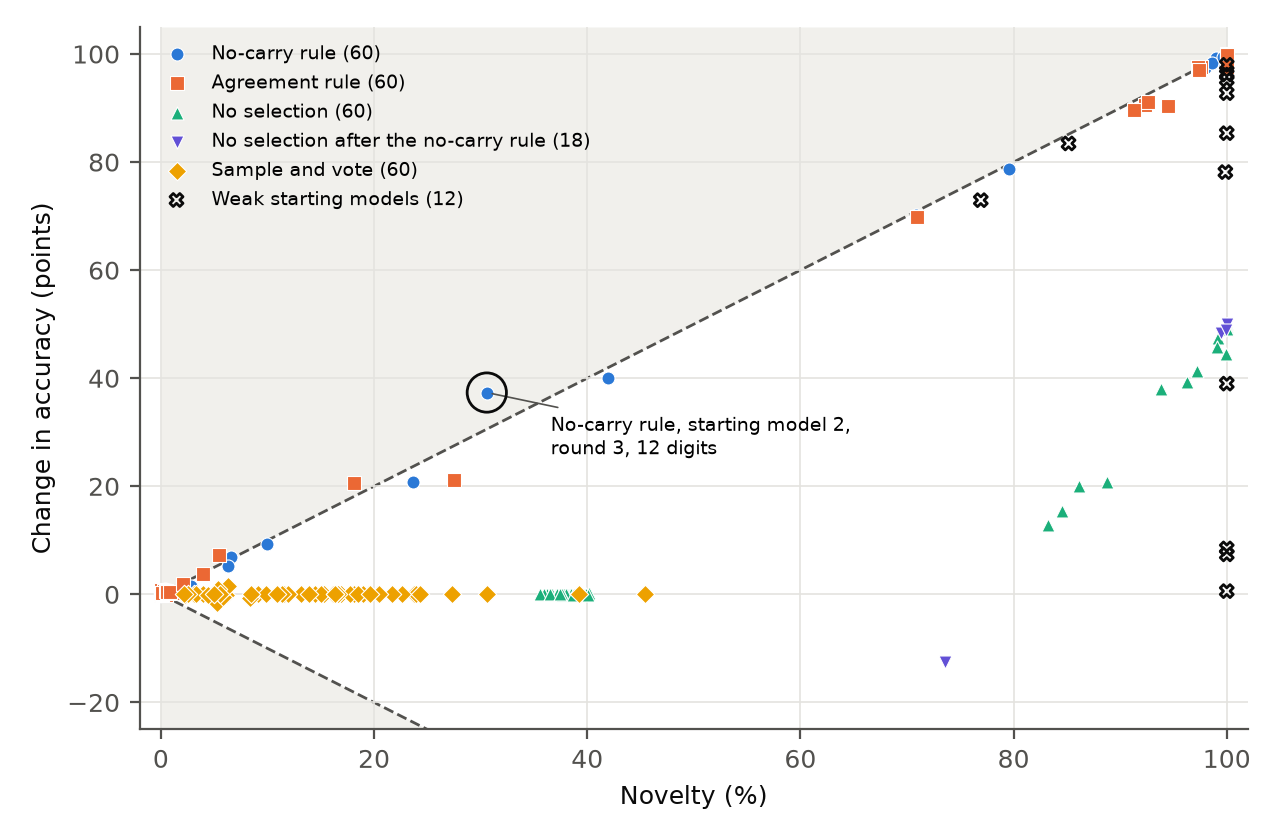 100
80
60
40
20
0
−20
Change in accuracy (points)
No-carry rule (60)
Agreement rule (60)
No selection (60)
No selection after the no-carry rule (18)
Sample and vote (60)
Weak starting models (12)
No-carry rule, starting model 2,
round 3, 12 digits
0 20 40 60 80 100
Novelty (%)